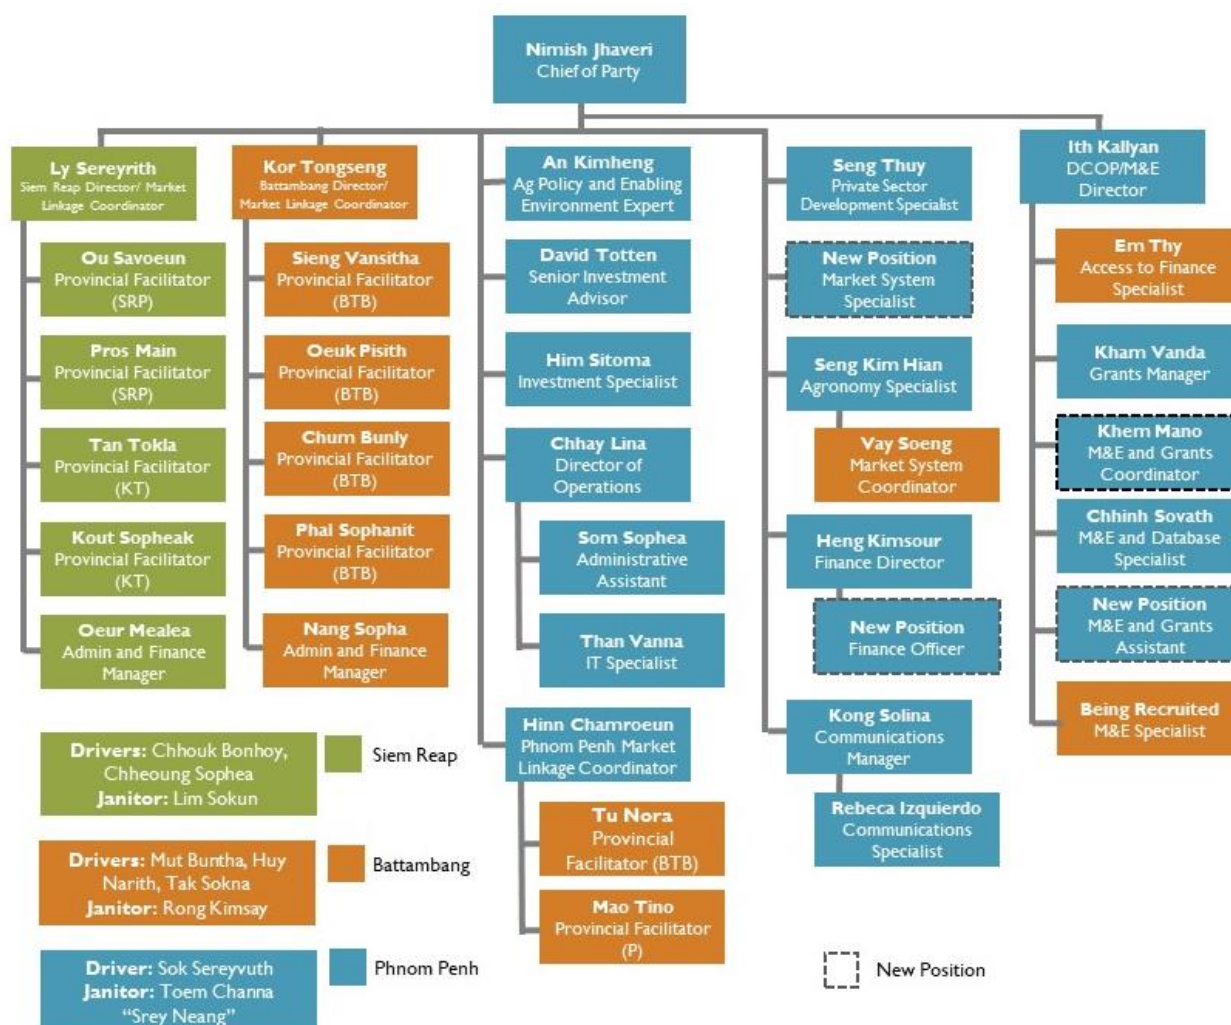 Nimish Jhaveri
Chief of Party
Ly Sereyrith
Siem Reap Director/ Market
Linkage Coordinator
Ou Savoeun
Provincial Facilitator
(SRP)
Pros Main
Provincial Facilitator
(SRP)
Tan Tokla
Provincial Facilitator
(KT)
Kout Sopheak
Provincial Facilitator
(KT)
Oeur Mealea
Admin and Finance
Manager
Kor Tongseng
Battambang Director/
Market Linkage Coordinator
Sieng Vansitha
Provincial Facilitator
(BTB)
Oeuk Pisith
Provincial Facilitator
(BTB)
Chum Bunly
Provincial Facilitator
(BTB)
Phal Sophanit
Provincial Facilitator
(BTB)
Nang Sopha
Admin and Finance
Manager
An Kimheng
Ag Policy and Enabling
Environment Expert
David Totten
Senior Investment
Advisor
Him Sitoma
Investment Specialist
Chhay Lina
Director of
Operations
Som Sophea
Administrative
Assistant
Than Vanna
IT Specialist
Hinn Chamroeun
Phnom Penh Market
Linkage Coordinator
Tu Nora
Provincial
Facilitator (BTB)
Mao Tino
Provincial Facilitator
(P)
Seng Thuy
Private Sector
Development Specialist
New Position
Market System
Specialist
Seng Kim Hian
Agronomy Specialist
Vay Soeng
Market System
Coordinator
Heng Kimsour
Finance Director
New Position
Finance Officer
Kong Solina
Communications
Manager
Rebeca Izquierdo
Communications
Specialist
Ith Kallyan
DCOP/M&E
Director
Em Thy
Access to Finance
Specialist
Kham Vanda
Grants Manager
Khem Mano
M&E and Grants
Coordinator
Chhinh Sovath
M&E and Database
Specialist
New Position
M&E and Grants
Assistant
Being Recruited
M&E Specialist
Drivers: Chhouk Bonhoy,
Chheoung Sophea
Janitor: Lim Sokun
Siem Reap
Drivers: Mut Buntha, Huy
Narith, Tak Sokna
Janitor: Rong Kimsay
Battambang
Driver: Sok Sereyvuth
Janitor: Toem Channa
“Srey Neang”
Phnom Penh
New Position